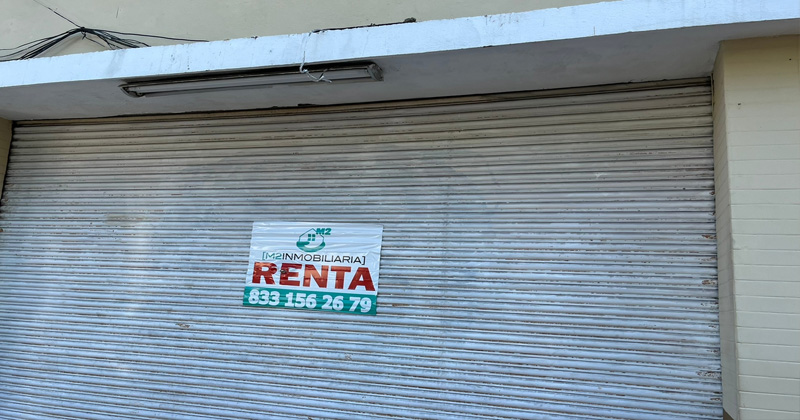 M2
[M2INMOBILIARIA]
RENTA
833 156 26 79